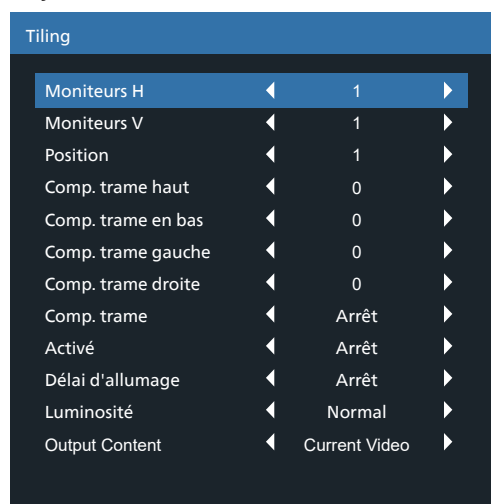 Tiling
Moniteurs H 1
Moniteurs V 1
Position 1
Comp. trame haut 0
Comp. trame en bas 0
Comp. trame gauche 0
Comp. trame droite 0
Comp. trame Arrêt
Activé Arrêt
Délai d'allumage Arrêt
Luminosité Normal
Output Content Current Video